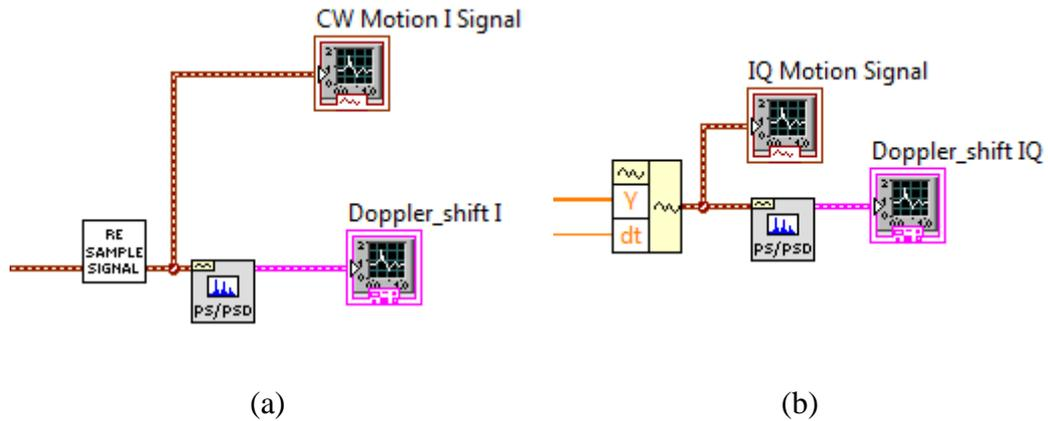 CW Motion I Signal
RE
SAMPLE
SIGNAL
PS/PSD
Doppler_shift I
(a)
IQ Motion Signal
Y
dt
PS/PSD
Doppler_shift IQ
(b)